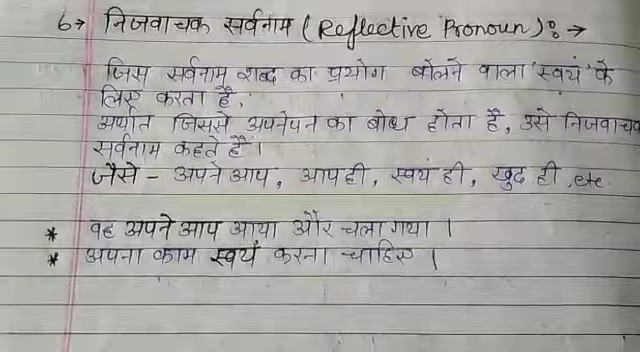 6→ निजवाचक सर्वनाम (Reflective Pronoun):→
जिस सर्वनाम शब्द का प्रयोग बोलने वाला 'स्वयं' के
लिए करता है,
अर्थात जिससे अपनेपन का बोध होता है, उसे निजवाचक
सर्वनाम कहते हैं।
जैसे - अपने आप, आपही, स्वयं ही, खुद ही, etc.
* वह अपने आप आया और चला गया।
* अपना काम स्वयं करना चाहिए।